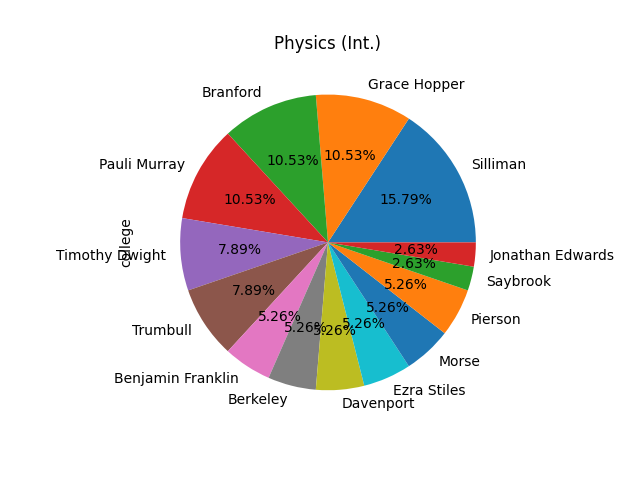 Physics (Int.)
Grace Hopper
Branford
10.53%
10.53%
Silliman
Pauli Murray
10.53%
15.79%
college
Timothy Dwight
7.89%
2.63%
Jonathan Edwards
2.63%
Saybrook
7.89%
5.26%
Pierson
Trumbull
5.26%
5.26%
5.26%
5.26%
5.26%
Morse
Benjamin Franklin
Ezra Stiles
Berkeley
Davenport